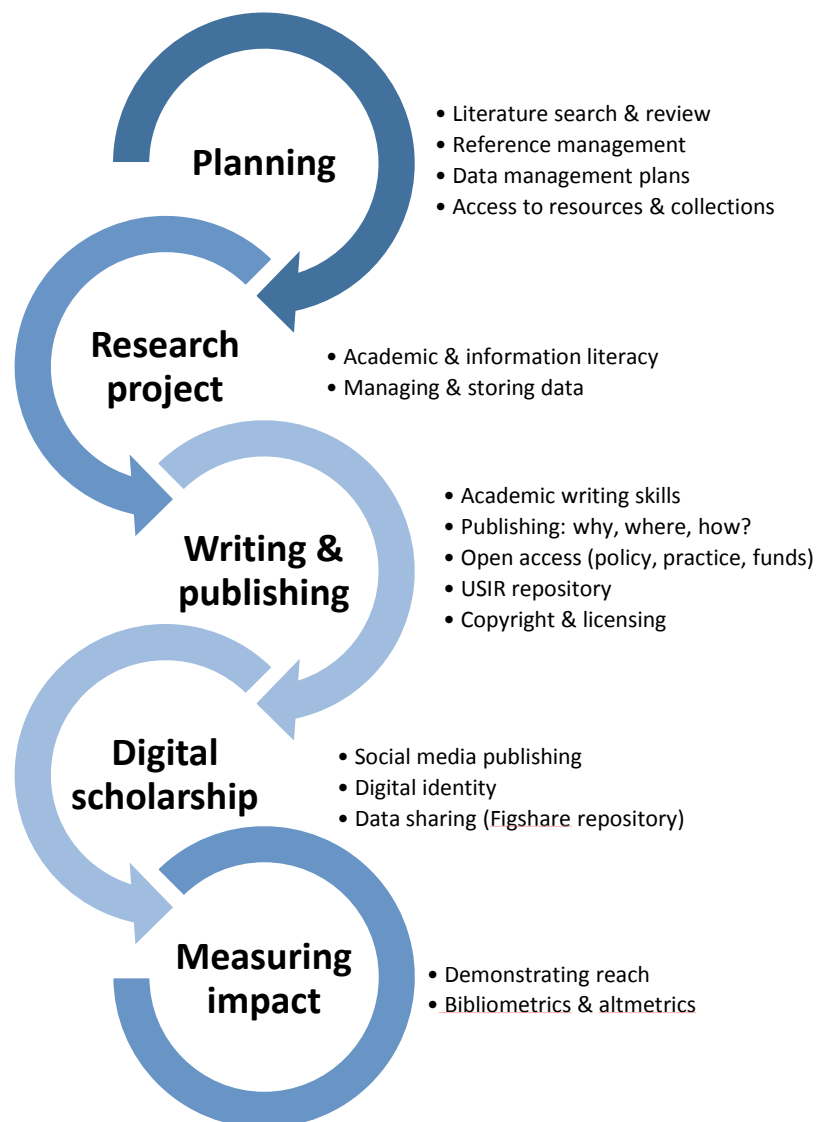 Planning
• Literature search & review
• Reference management
• Data management plans
• Access to resources & collections
Research
project
• Academic & information literacy
• Managing & storing data
Writing &
publishing
• Academic writing skills
• Publishing: why, where, how?
• Open access (policy, practice, funds)
• USIR repository
• Copyright & licensing
Digital
scholarship
• Social media publishing
• Digital identity
• Data sharing (Figshare repository)
Measuring
impact
• Demonstrating reach
• Bibliometrics & altmetrics